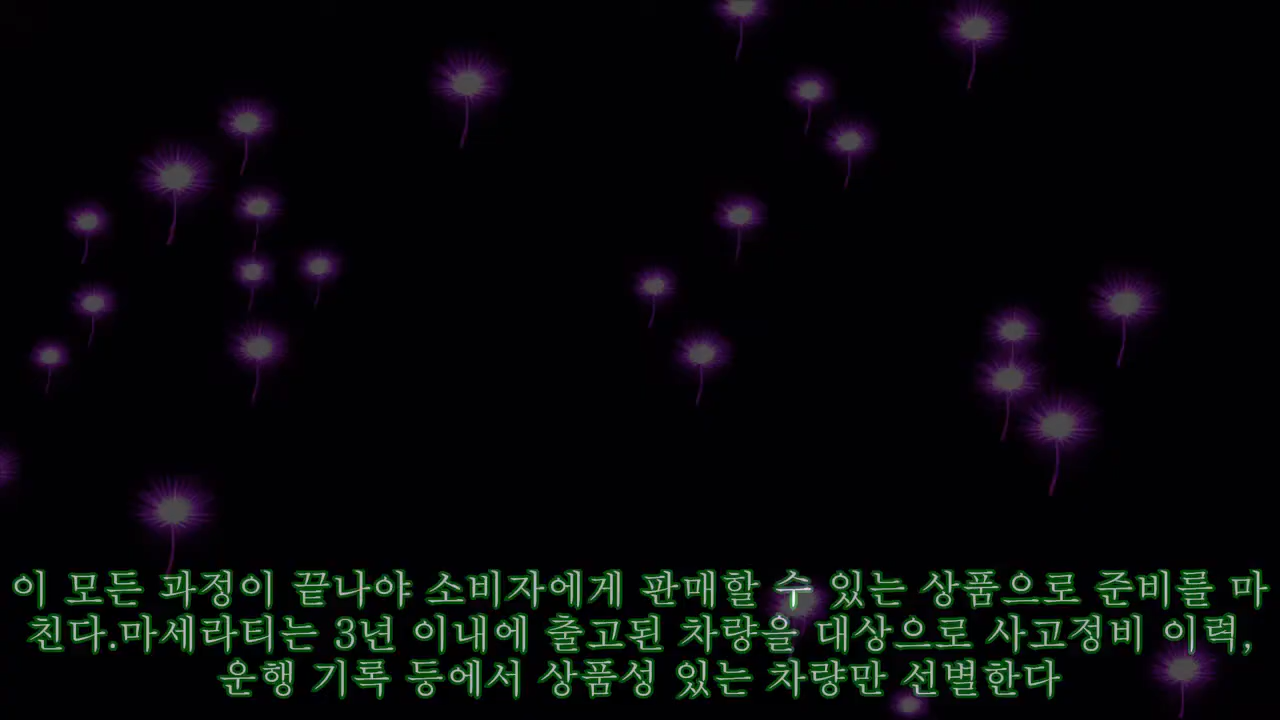 이 모든 과정이 끝나야 소비자에게 판매할 수 있는 상품으로 준비를 마
친다.마세라티는 3년 이내에 출고된 차량을 대상으로 사고정비 이력,
운행 기록 등에서 상품성 있는 차량만 선별한다